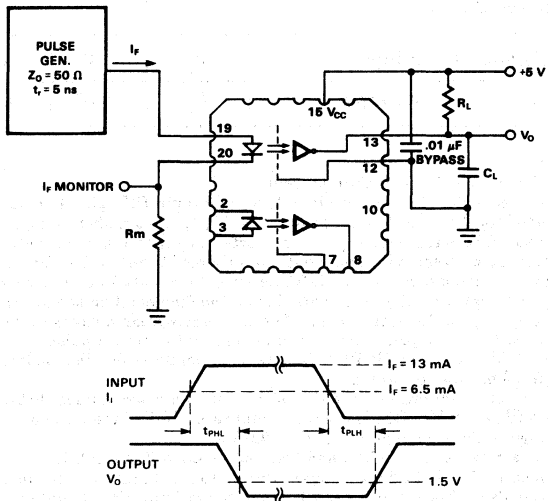 PULSE
GEN.
Z_O = 50 Ω
t_r = 5 ns
I_F
+5 V
15 V_CC
R_L
19
13
V_O
.01 μF
BYPASS
20
12
C_L
I_F MONITOR
2
10
Rm
3
7
8
INPUT
I_I
I_F = 13 mA
I_F = 6.5 mA
t_PHL
t_PLH
OUTPUT
V_O
1.5 V